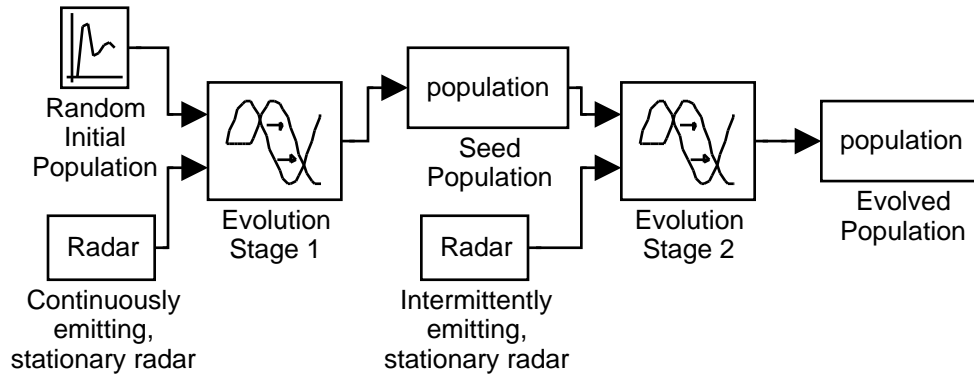 Random
Initial
Population
Radar
Continuously
emitting,
stationary radar
Evolution
Stage 1
population
Seed
Population
Radar
Intermittently
emitting,
stationary radar
Evolution
Stage 2
population
Evolved
Population